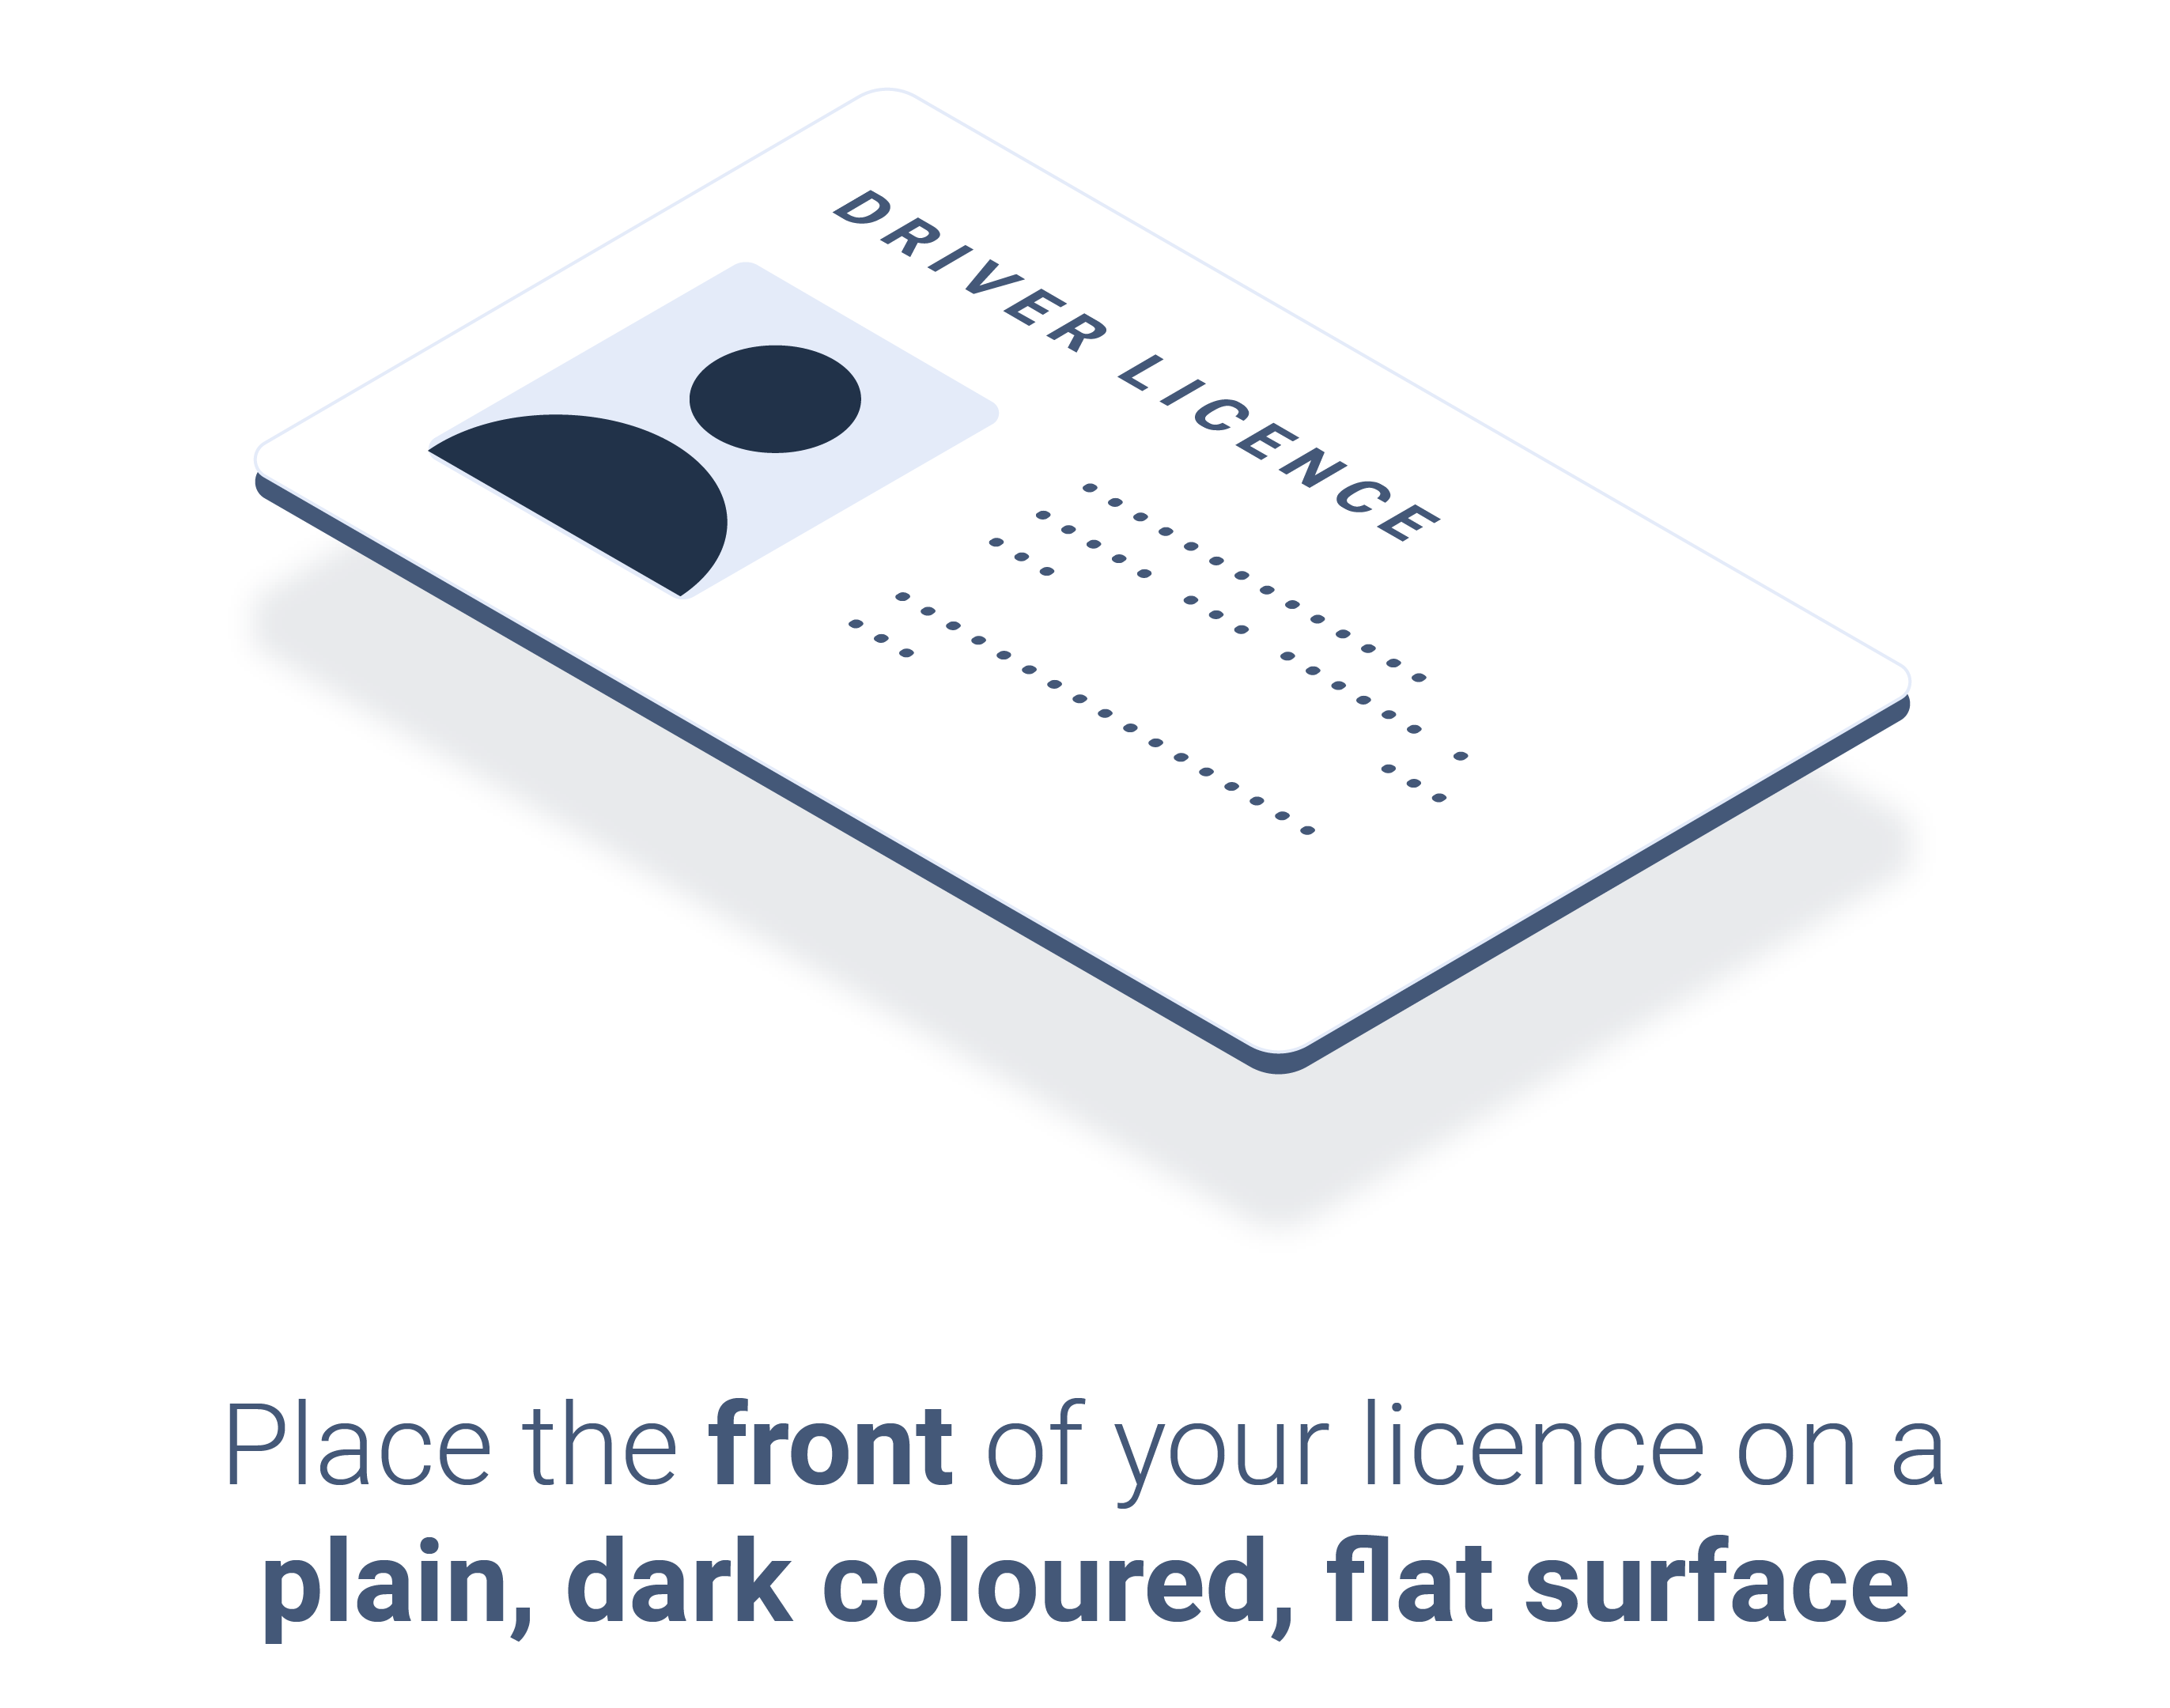 DRIVER LICENCE
Place the front of your licence on a
plain, dark coloured, flat surface